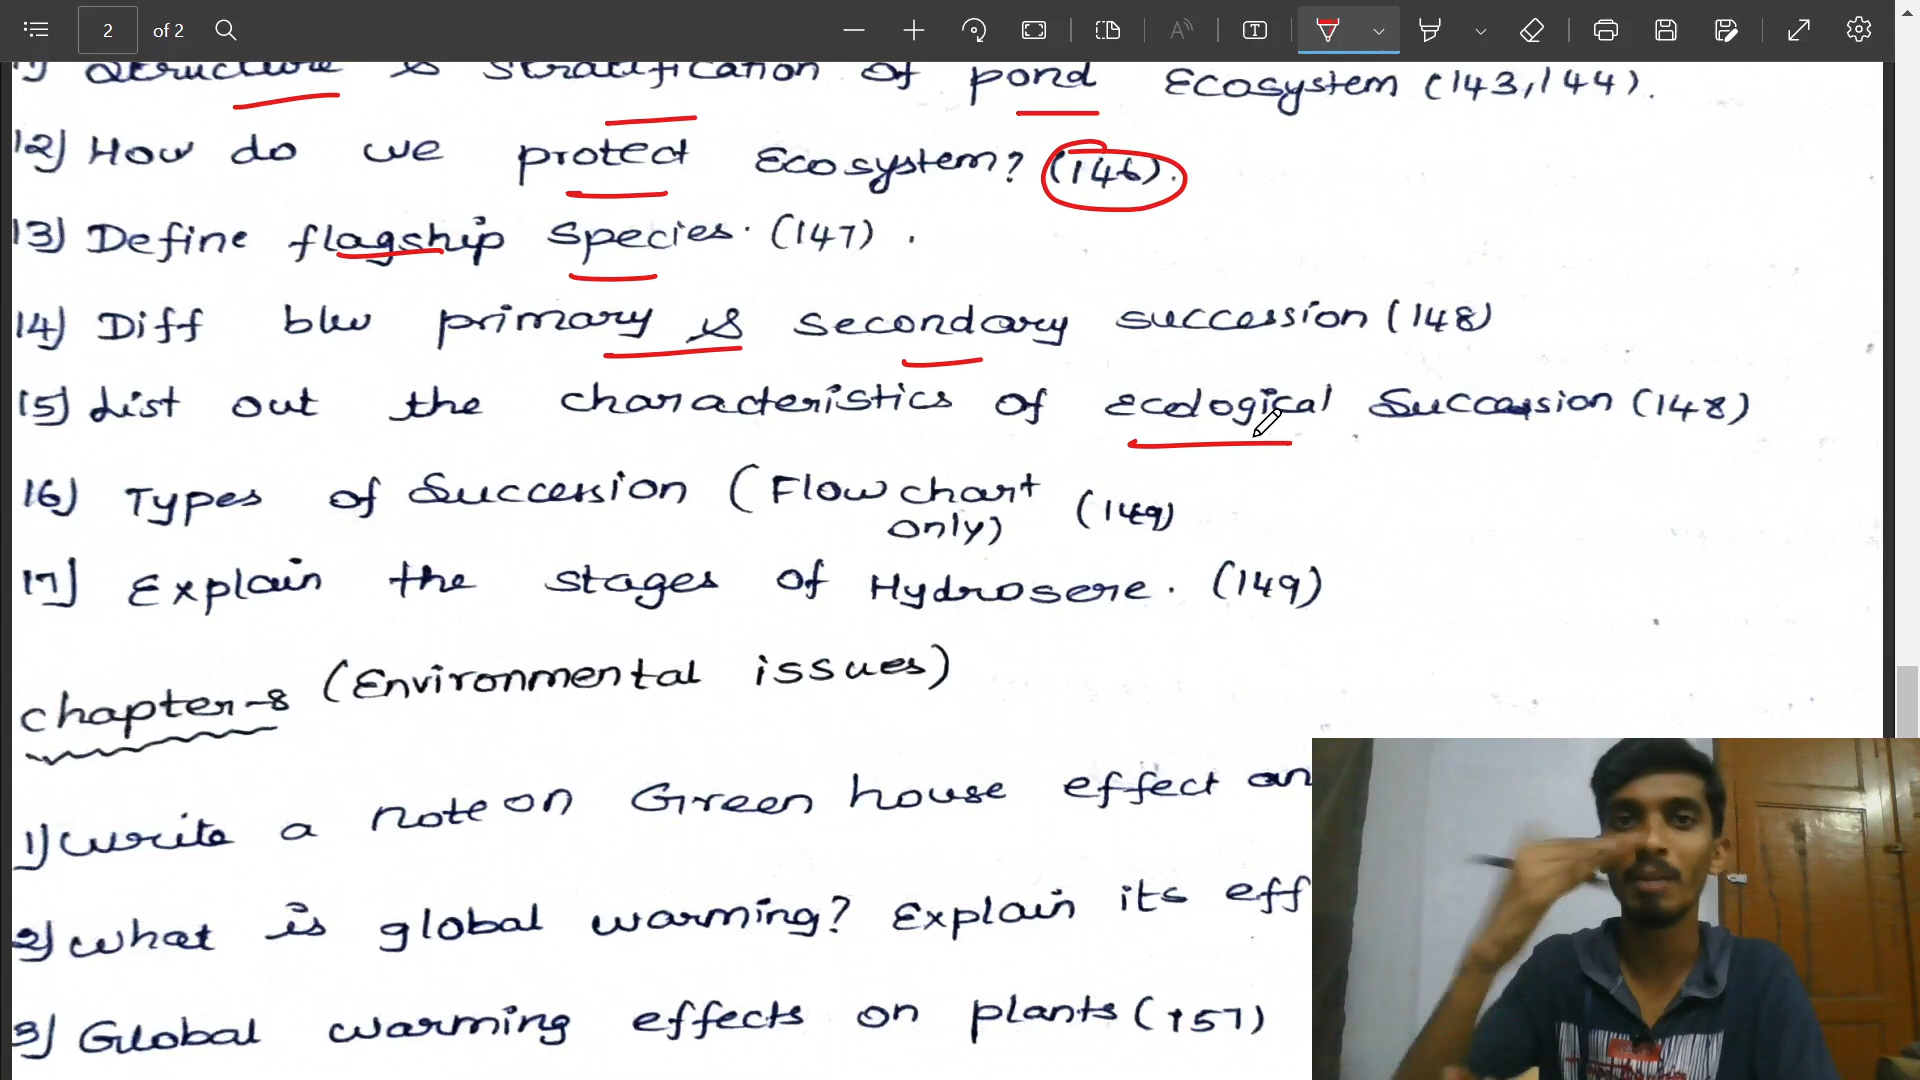 2 of 2
11) Structure & Stratification of pond Ecosystem (143,144).
12) How do we protect Ecosystem? (146).
13) Define flagship species. (147).
14) Diff b/w primary & secondary succession (148)
15) List out the characteristics of ecological Succession (148)
16) Types of Succession (Flow chart only) (149)
17) Explain the stages of Hydrosere. (149)
chapter-8 (Environmental issues)
1) Write a note on Green house effect an
2) What is global warming? Explain its eff
3) Global warming effects on plants (157)